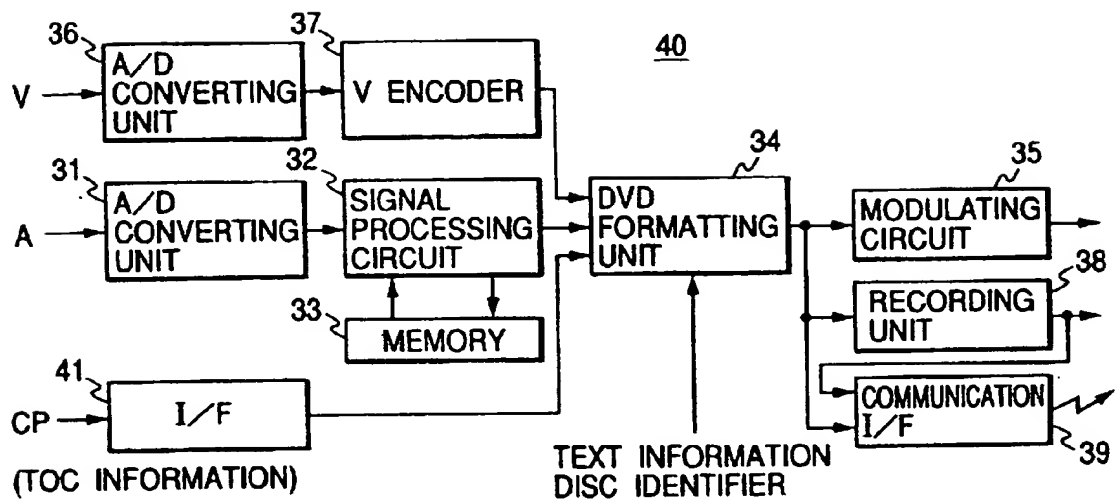 36
37
40
V
A/D
CONVERTING
UNIT
V ENCODER
31
32
34
35
A
A/D
CONVERTING
UNIT
SIGNAL
PROCESSING
CIRCUIT
DVD
FORMATTING
UNIT
MODULATING
CIRCUIT
33
MEMORY
38
RECORDING
UNIT
41
CP
I/F
COMMUNICATION
I/F
39
(TOC INFORMATION)
TEXT INFORMATION
DISC IDENTIFIER